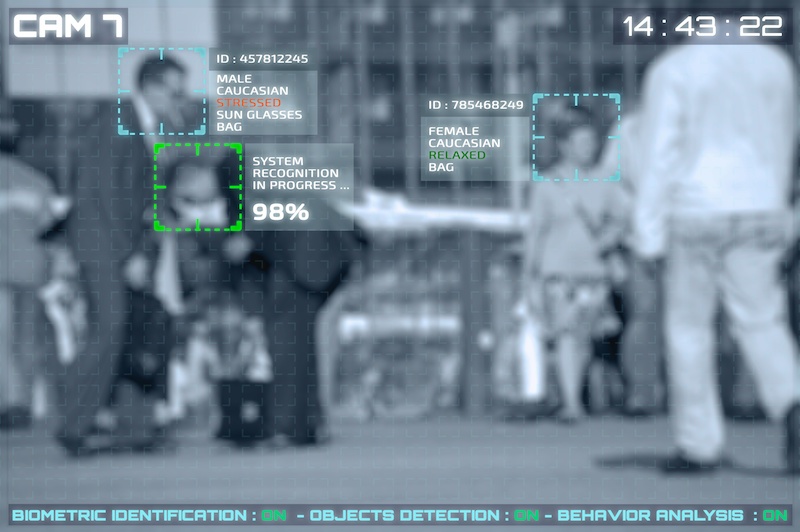 CAM 7
14 : 43 : 22
ID : 457812245
MALE
CAUCASIAN
STRESSED
SUN GLASSES
BAG
ID : 785468249
FEMALE
CAUCASIAN
RELAXED
BAG
SYSTEM
RECOGNITION
IN PROGRESS ...
98%
BIOMETRIC IDENTIFICATION : ON - OBJECTS DETECTION : ON - BEHAVIOR ANALYSIS : ON